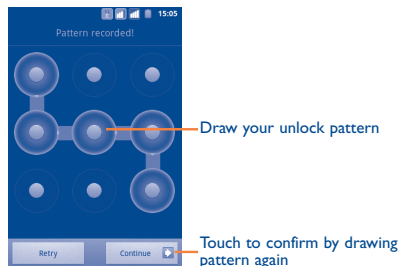 15:05
Pattern recorded!
Draw your unlock pattern
Retry
Continue
Touch to confirm by drawing
pattern again